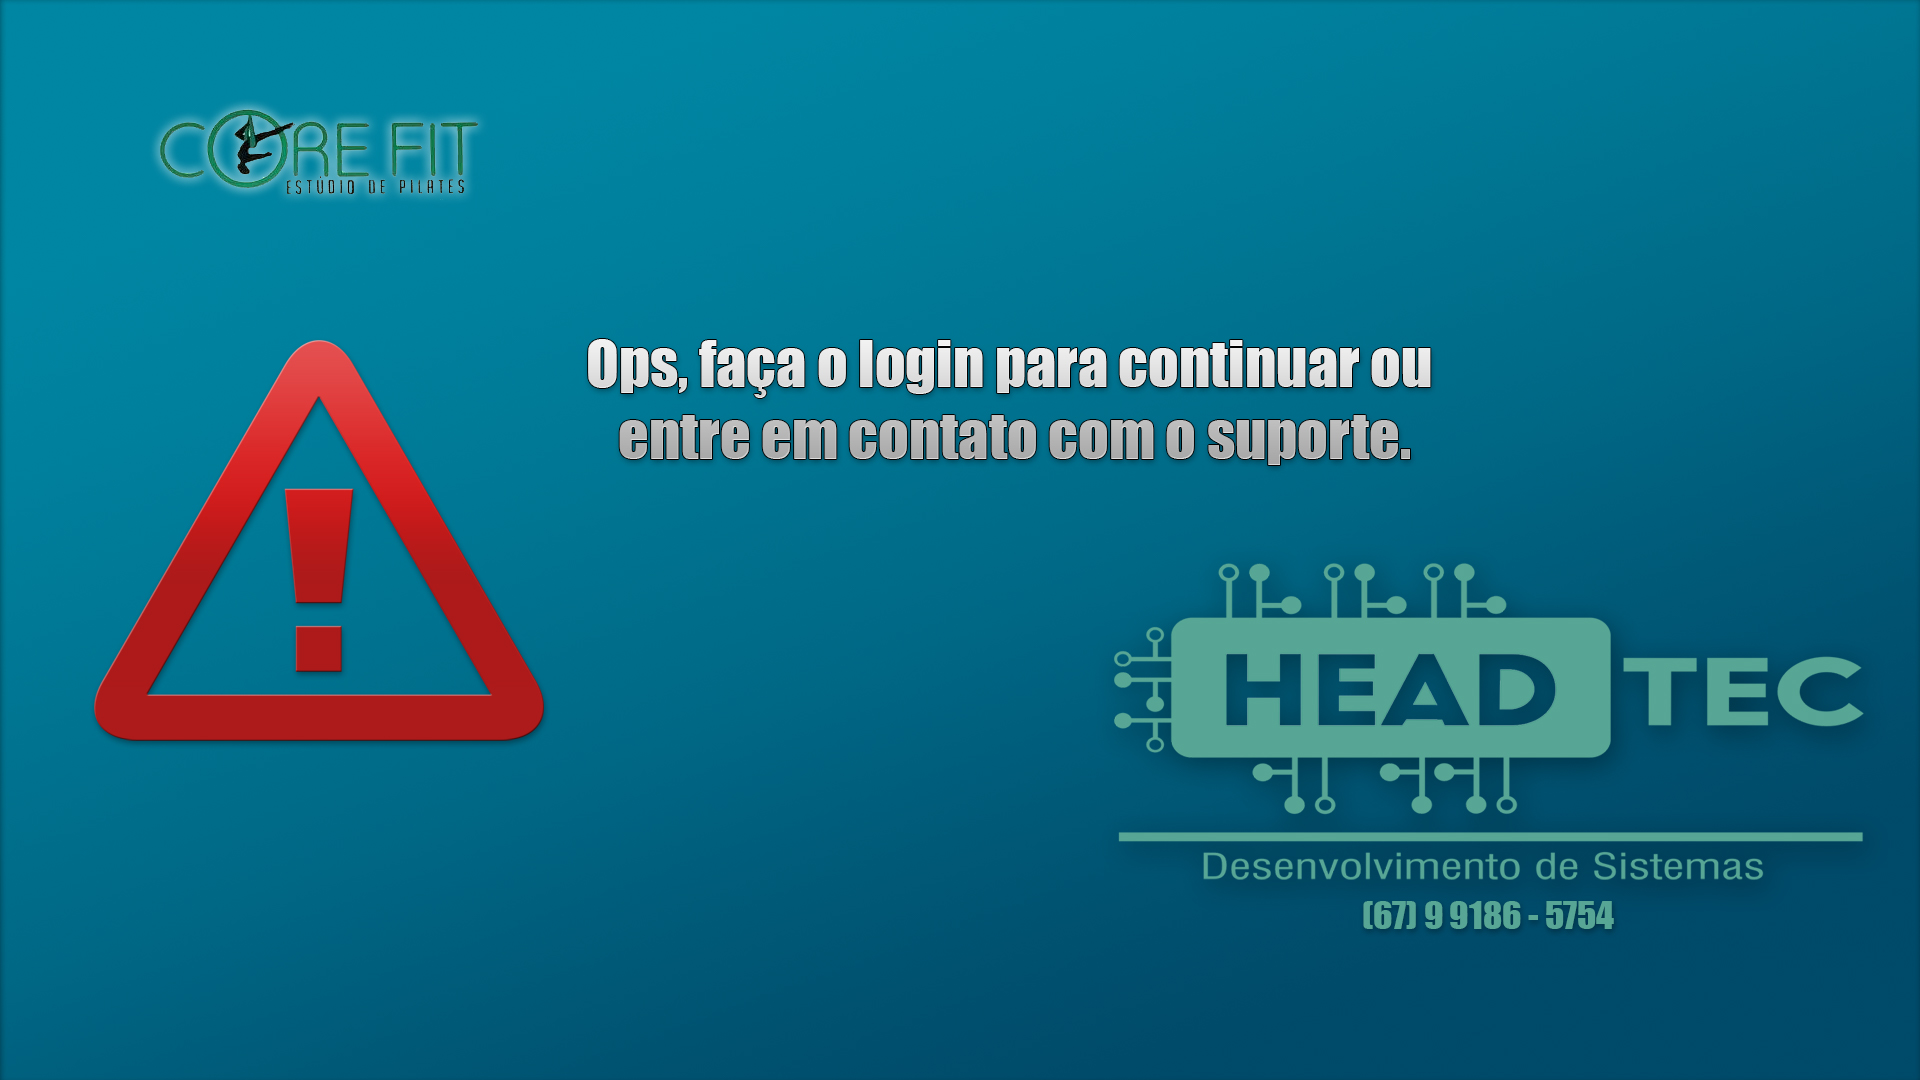 CORE FIT
ESTÚDIO DE PILATES
Ops, faça o login para continuar ou
entre em contato com o suporte.
HEAD TEC
Desenvolvimento de Sistemas
(67) 9 9186 - 5754